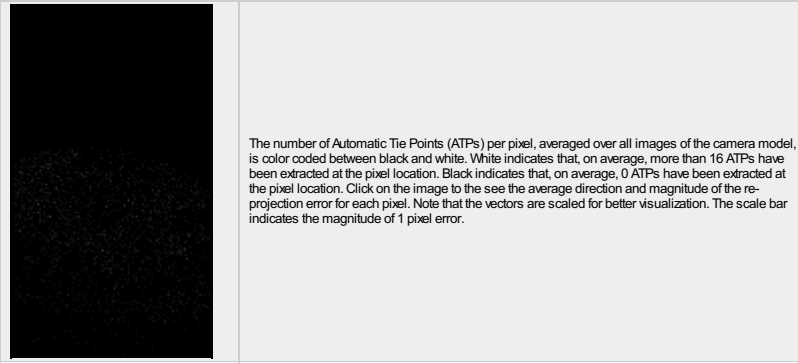 The number of Automatic Tie Points (ATPs) per pixel, averaged over all images of the camera model,
is color coded between black and white. White indicates that, on average, more than 16 ATPs have
been extracted at the pixel location. Black indicates that, on average, 0 ATPs have been extracted at
the pixel location. Click on the image to the see the average direction and magnitude of the re-
projection error for each pixel. Note that the vectors are scaled for better visualization. The scale bar
indicates the magnitude of 1 pixel error.